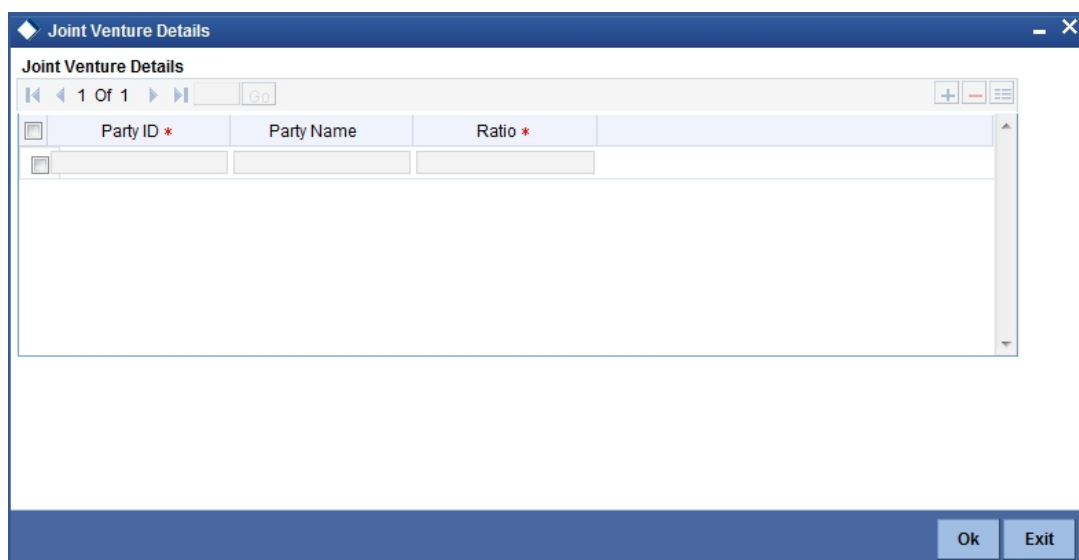 Joint Venture Details
Joint Venture Details
1 Of 1 Go
Party ID * Party Name Ratio *
Ok Exit